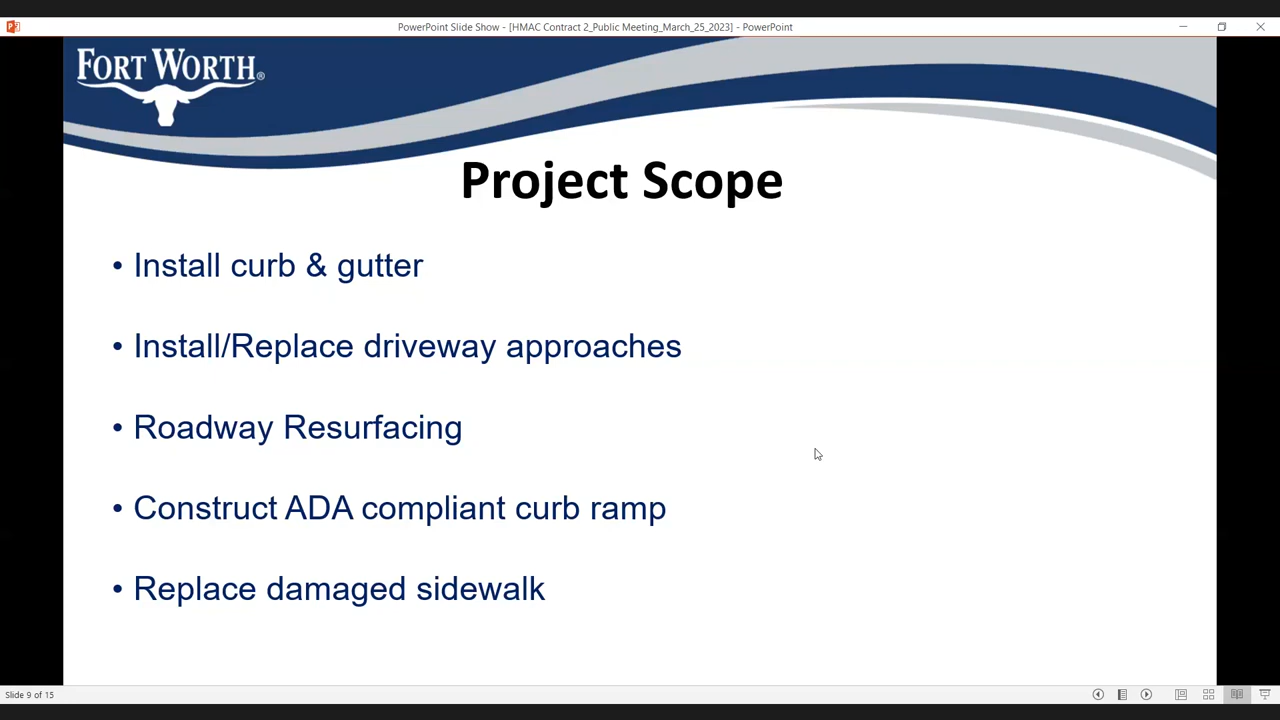 PowerPoint Slide Show - [HMAC Contract 2_Public Meeting_March_25_2023] - PowerPoint
FORT WORTH®
Project Scope
• Install curb & gutter
• Install/Replace driveway approaches
• Roadway Resurfacing
• Construct ADA compliant curb ramp
• Replace damaged sidewalk
Slide 9 of 15